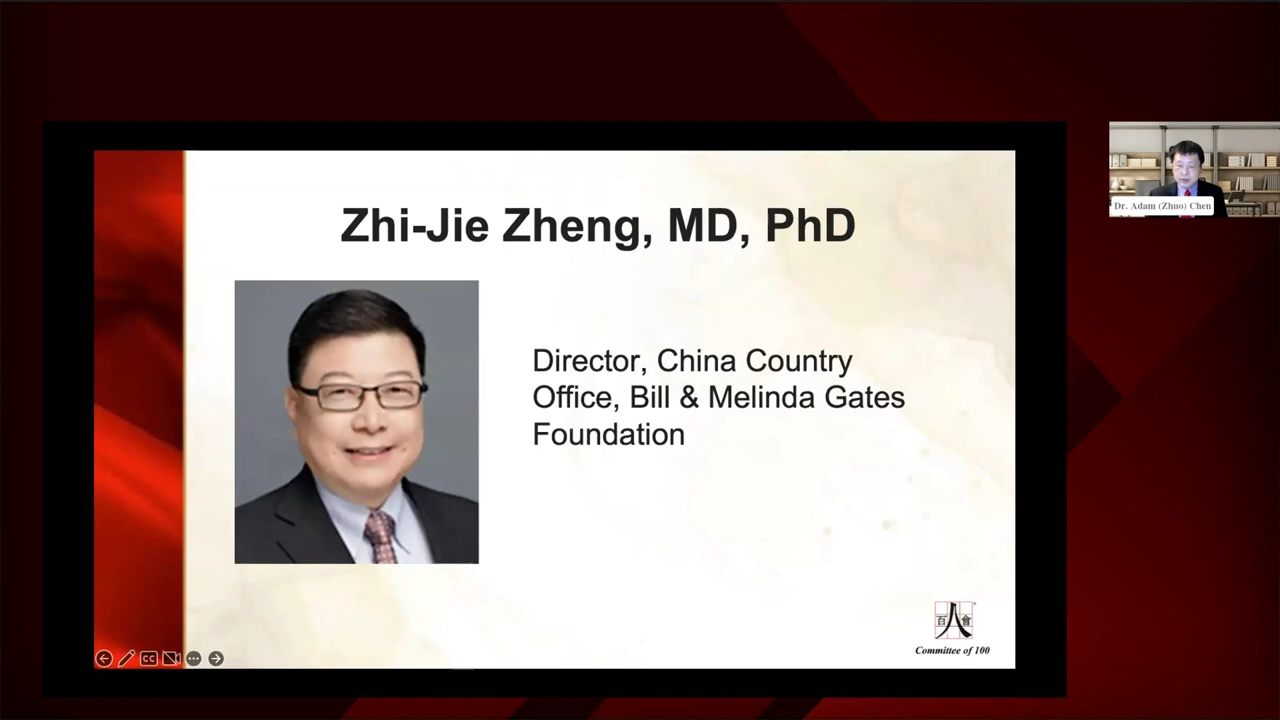 Zhi-Jie Zheng, MD, PhD
Director, China Country
Office, Bill & Melinda Gates
Foundation
Dr. Adam (Zhuo) Chen
百人會
Committee of 100
CC